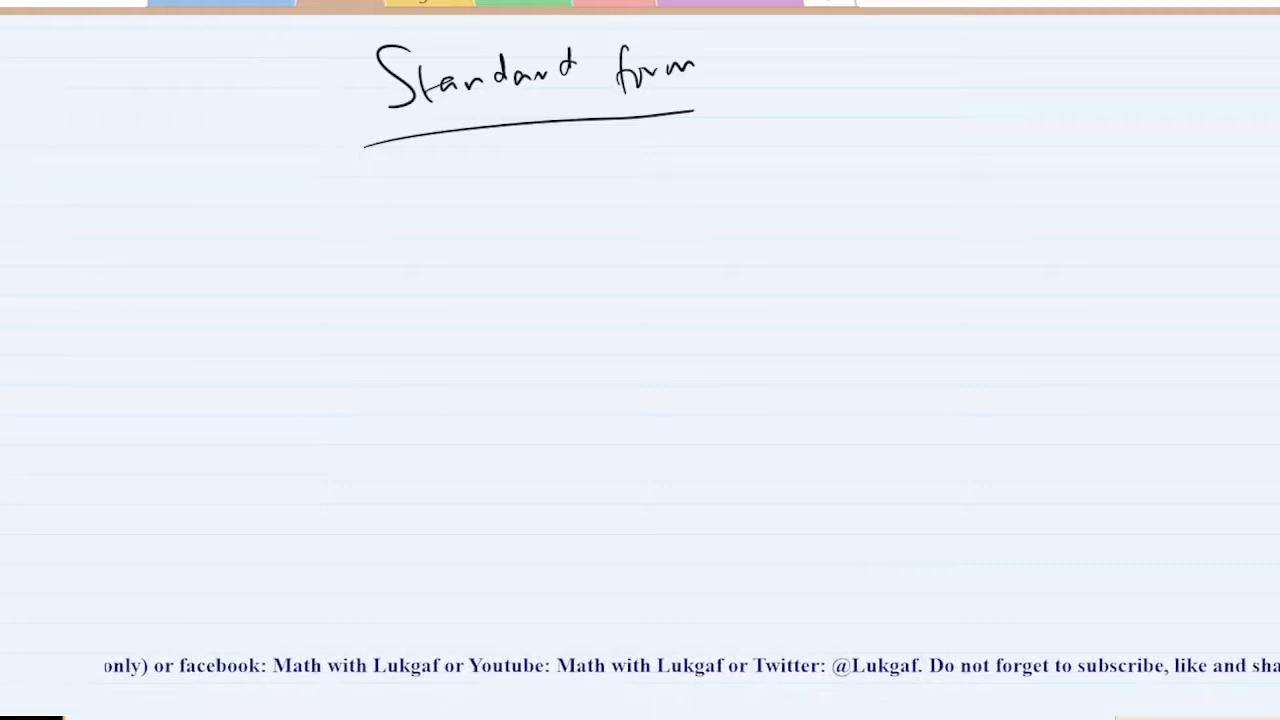 Standard form
only) or facebook: Math with Lukgaf or Youtube: Math with Lukgaf or Twitter: @Lukgaf. Do not forget to subscribe, like and sha